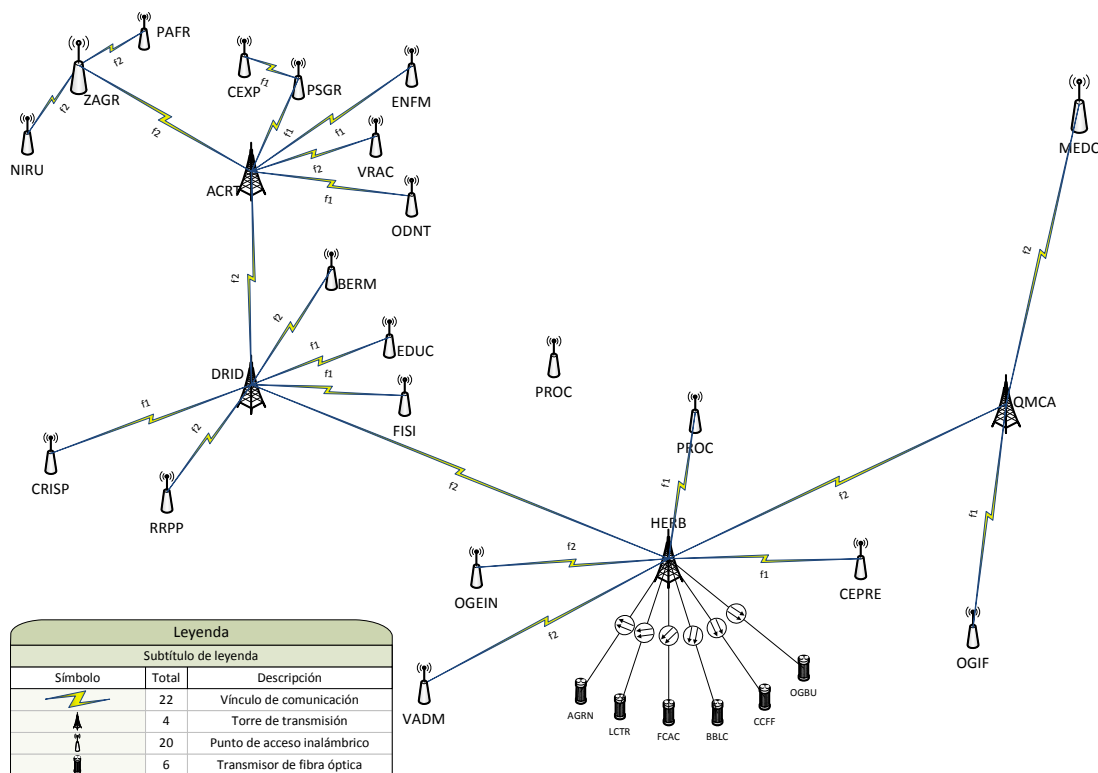 PAFR
f2
ZAGR
f2
NIRU
f2
CEXP
f1
PSGR
ENFM
f1
f1
VRAC
f2
ACRT
f1
ODNT
MEDC
f2
f2
BERM
f2
EDUC
f1
DRID
f1
FISI
PROC
QMCA
f1
CRISP
f2
RRPP
PROC
f1
f2
f2
HERB
f2
OGEIN
f1
CEPRE
f1
OGIF
f2
VADM
AGRN
LCTR
FCAC
BBLC
CCFF
OGBU
Leyenda
Subtítulo de leyenda
Símbolo Total Descripción
22 Vínculo de comunicación
4 Torre de transmisión
20 Punto de acceso inalámbrico
6 Transmisor de fibra óptica